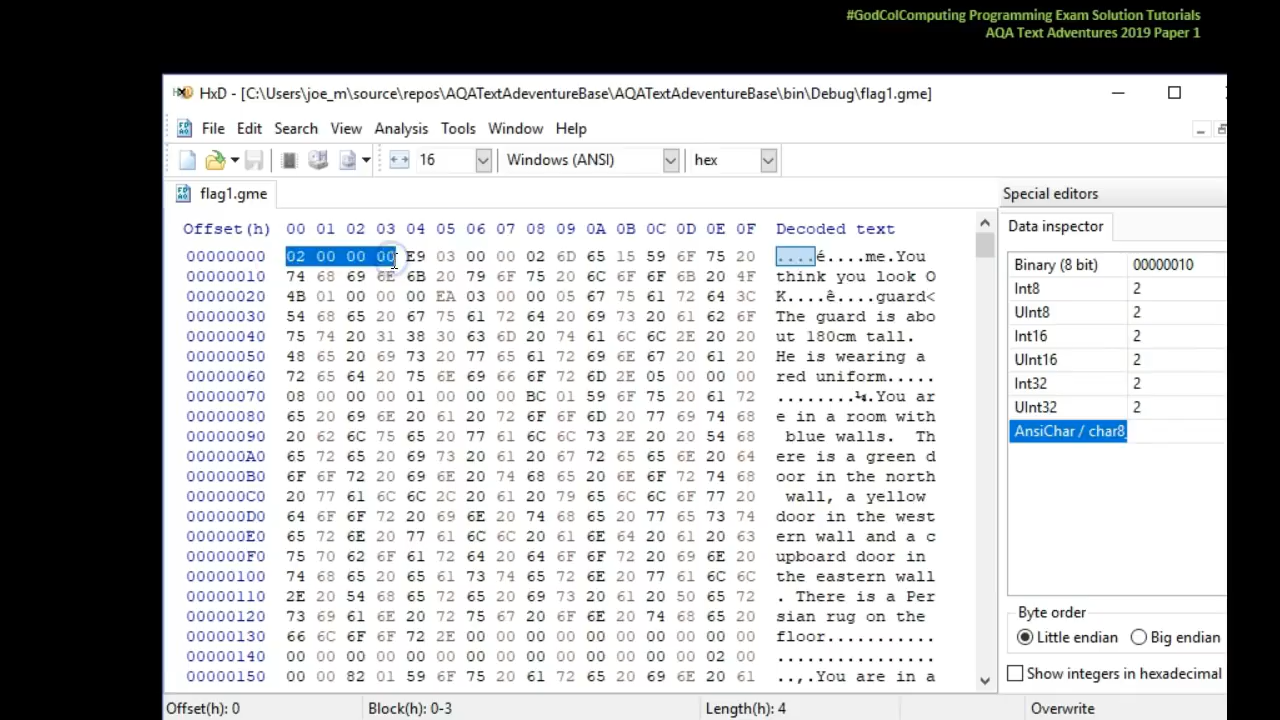 #GodColComputing Programming Exam Solution Tutorials
AQA Text Adventures 2019 Paper 1
HxD - [C:\Users\joe_m\source\repos\AQATextAdeventureBase\AQATextAdeventureBase\bin\Debug\flag1.gme]
File Edit Search View Analysis Tools Window Help
16 Windows (ANSI) hex
flag1.gme
Special editors
Data inspector
Offset(h) 00 01 02 03 04 05 06 07 08 09 0A 0B 0C 0D 0E 0F Decoded text
00000000 02 00 00 00 E9 03 00 00 02 6D 65 15 59 6F 75 20 ....é....me.You
00000010 74 68 69 6E 6B 20 79 6F 75 20 6C 6F 6F 6B 20 4F think you look O
00000020 4B 01 00 00 00 EA 03 00 00 05 67 75 61 72 64 3C K....ê....guard<
00000030 54 68 65 20 67 75 61 72 64 20 69 73 20 61 62 6F The guard is abo
00000040 75 74 20 31 38 30 63 6D 20 74 61 6C 6C 2E 20 20 ut 180cm tall.
00000050 48 65 20 69 73 20 77 65 61 72 69 6E 67 20 61 20 He is wearing a
00000060 72 65 64 20 75 6E 69 66 6F 72 6D 2E 05 00 00 00 red uniform.....
00000070 08 00 00 00 01 00 00 00 BC 01 59 6F 75 20 61 72 ........¼.You ar
00000080 65 20 69 6E 20 61 20 72 6F 6F 6D 20 77 69 74 68 e in a room with
00000090 20 62 6C 75 65 20 77 61 6C 6C 73 2E 20 20 54 68 blue walls.  Th
000000A0 65 72 65 20 69 73 20 61 20 67 72 65 65 6E 20 64 ere is a green d
000000B0 6F 6F 72 20 69 6E 20 74 68 65 20 6E 6F 72 74 68 oor in the north
000000C0 20 77 61 6C 6C 2C 20 61 20 79 65 6C 6C 6F 77 20 wall, a yellow
000000D0 64 6F 6F 72 20 69 6E 20 74 68 65 20 77 65 73 74 door in the west
000000E0 65 72 6E 20 77 61 6C 6C 20 61 6E 64 20 61 20 63 ern wall and a c
000000F0 75 70 62 6F 61 72 64 20 64 6F 6F 72 20 69 6E 20 upboard door in
00000100 74 68 65 20 65 61 73 74 65 72 6E 20 77 61 6C 6C the eastern wall
00000110 2E 20 54 68 65 72 65 20 69 73 20 61 20 50 65 72 . There is a Per
00000120 73 69 61 6E 20 72 75 67 20 6F 6E 20 74 68 65 20 sian rug on the
00000130 66 6C 6F 6F 72 2E 00 00 00 00 00 00 00 00 00 00 floor...........
00000140 00 00 00 00 00 00 00 00 00 00 00 00 00 00 02 00 ................
00000150 00 00 82 01 59 6F 75 20 61 72 65 20 69 6E 20 61 ..‚.You are in a
Binary (8 bit) 00000010
Int8 2
UInt8 2
Int16 2
UInt16 2
Int32 2
UInt32 2
AnsiChar / char8
Byte order
Little endian Big endian
Show integers in hexadecimal
Offset(h): 0 Block(h): 0-3 Length(h): 4 Overwrite